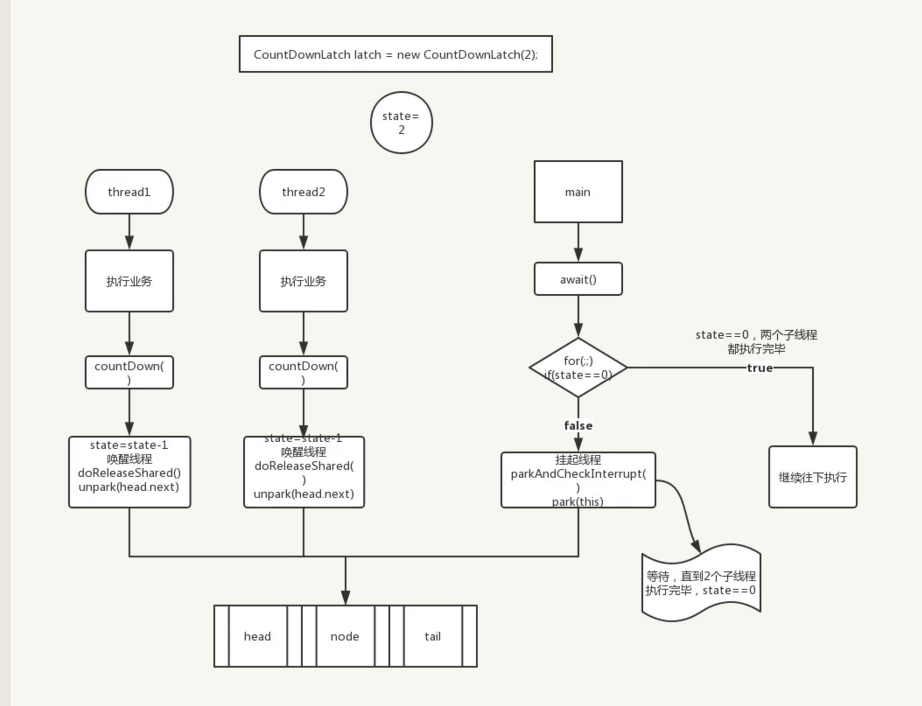 CountDownLatch latch = new CountDownLatch(2);
state=
2
thread1
thread2
main
执行业务
执行业务
await()
state==0，两个子线程
都执行完毕
for(;;)
if(state==0)
true
countDown(
)
countDown(
)
false
state=state-1
唤醒线程
doReleaseShared()
unpark(head.next)
state=state-1
唤醒线程
doReleaseShared(
)
unpark(head.next)
挂起线程
parkAndCheckInterrupt(
)
park(this)
继续往下执行
等待，直到2个子线程
执行完毕，state==0
head
node
tail